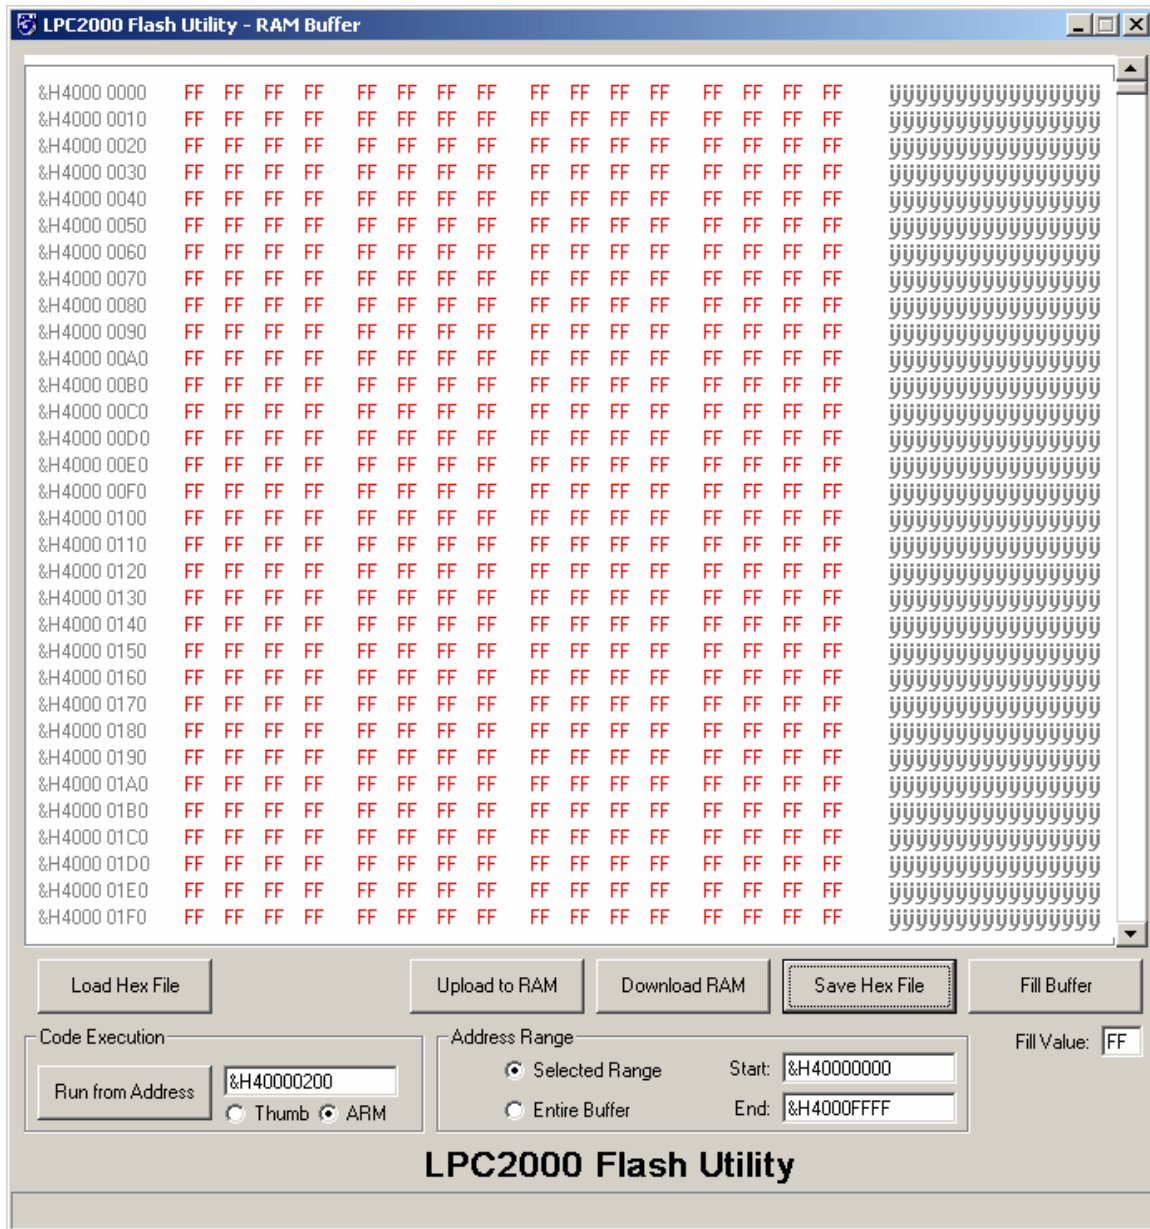 LPC2000 Flash Utility - RAM Buffer
&H4000 0000 FF FF FF FF FF FF FF FF FF FF FF FF FF FF FF FF ÿÿÿÿÿÿÿÿÿÿÿÿÿÿÿÿ
&H4000 0010 FF FF FF FF FF FF FF FF FF FF FF FF FF FF FF FF ÿÿÿÿÿÿÿÿÿÿÿÿÿÿÿÿ
&H4000 0020 FF FF FF FF FF FF FF FF FF FF FF FF FF FF FF FF ÿÿÿÿÿÿÿÿÿÿÿÿÿÿÿÿ
&H4000 0030 FF FF FF FF FF FF FF FF FF FF FF FF FF FF FF FF ÿÿÿÿÿÿÿÿÿÿÿÿÿÿÿÿ
&H4000 0040 FF FF FF FF FF FF FF FF FF FF FF FF FF FF FF FF ÿÿÿÿÿÿÿÿÿÿÿÿÿÿÿÿ
&H4000 0050 FF FF FF FF FF FF FF FF FF FF FF FF FF FF FF FF ÿÿÿÿÿÿÿÿÿÿÿÿÿÿÿÿ
&H4000 0060 FF FF FF FF FF FF FF FF FF FF FF FF FF FF FF FF ÿÿÿÿÿÿÿÿÿÿÿÿÿÿÿÿ
&H4000 0070 FF FF FF FF FF FF FF FF FF FF FF FF FF FF FF FF ÿÿÿÿÿÿÿÿÿÿÿÿÿÿÿÿ
&H4000 0080 FF FF FF FF FF FF FF FF FF FF FF FF FF FF FF FF ÿÿÿÿÿÿÿÿÿÿÿÿÿÿÿÿ
&H4000 0090 FF FF FF FF FF FF FF FF FF FF FF FF FF FF FF FF ÿÿÿÿÿÿÿÿÿÿÿÿÿÿÿÿ
&H4000 00A0 FF FF FF FF FF FF FF FF FF FF FF FF FF FF FF FF ÿÿÿÿÿÿÿÿÿÿÿÿÿÿÿÿ
&H4000 00B0 FF FF FF FF FF FF FF FF FF FF FF FF FF FF FF FF ÿÿÿÿÿÿÿÿÿÿÿÿÿÿÿÿ
&H4000 00C0 FF FF FF FF FF FF FF FF FF FF FF FF FF FF FF FF ÿÿÿÿÿÿÿÿÿÿÿÿÿÿÿÿ
&H4000 00D0 FF FF FF FF FF FF FF FF FF FF FF FF FF FF FF FF ÿÿÿÿÿÿÿÿÿÿÿÿÿÿÿÿ
&H4000 00E0 FF FF FF FF FF FF FF FF FF FF FF FF FF FF FF FF ÿÿÿÿÿÿÿÿÿÿÿÿÿÿÿÿ
&H4000 00F0 FF FF FF FF FF FF FF FF FF FF FF FF FF FF FF FF ÿÿÿÿÿÿÿÿÿÿÿÿÿÿÿÿ
&H4000 0100 FF FF FF FF FF FF FF FF FF FF FF FF FF FF FF FF ÿÿÿÿÿÿÿÿÿÿÿÿÿÿÿÿ
&H4000 0110 FF FF FF FF FF FF FF FF FF FF FF FF FF FF FF FF ÿÿÿÿÿÿÿÿÿÿÿÿÿÿÿÿ
&H4000 0120 FF FF FF FF FF FF FF FF FF FF FF FF FF FF FF FF ÿÿÿÿÿÿÿÿÿÿÿÿÿÿÿÿ
&H4000 0130 FF FF FF FF FF FF FF FF FF FF FF FF FF FF FF FF ÿÿÿÿÿÿÿÿÿÿÿÿÿÿÿÿ
&H4000 0140 FF FF FF FF FF FF FF FF FF FF FF FF FF FF FF FF ÿÿÿÿÿÿÿÿÿÿÿÿÿÿÿÿ
&H4000 0150 FF FF FF FF FF FF FF FF FF FF FF FF FF FF FF FF ÿÿÿÿÿÿÿÿÿÿÿÿÿÿÿÿ
&H4000 0160 FF FF FF FF FF FF FF FF FF FF FF FF FF FF FF FF ÿÿÿÿÿÿÿÿÿÿÿÿÿÿÿÿ
&H4000 0170 FF FF FF FF FF FF FF FF FF FF FF FF FF FF FF FF ÿÿÿÿÿÿÿÿÿÿÿÿÿÿÿÿ
&H4000 0180 FF FF FF FF FF FF FF FF FF FF FF FF FF FF FF FF ÿÿÿÿÿÿÿÿÿÿÿÿÿÿÿÿ
&H4000 0190 FF FF FF FF FF FF FF FF FF FF FF FF FF FF FF FF ÿÿÿÿÿÿÿÿÿÿÿÿÿÿÿÿ
&H4000 01A0 FF FF FF FF FF FF FF FF FF FF FF FF FF FF FF FF ÿÿÿÿÿÿÿÿÿÿÿÿÿÿÿÿ
&H4000 01B0 FF FF FF FF FF FF FF FF FF FF FF FF FF FF FF FF ÿÿÿÿÿÿÿÿÿÿÿÿÿÿÿÿ
&H4000 01C0 FF FF FF FF FF FF FF FF FF FF FF FF FF FF FF FF ÿÿÿÿÿÿÿÿÿÿÿÿÿÿÿÿ
&H4000 01D0 FF FF FF FF FF FF FF FF FF FF FF FF FF FF FF FF ÿÿÿÿÿÿÿÿÿÿÿÿÿÿÿÿ
&H4000 01E0 FF FF FF FF FF FF FF FF FF FF FF FF FF FF FF FF ÿÿÿÿÿÿÿÿÿÿÿÿÿÿÿÿ
&H4000 01F0 FF FF FF FF FF FF FF FF FF FF FF FF FF FF FF FF ÿÿÿÿÿÿÿÿÿÿÿÿÿÿÿÿ
Load Hex File Upload to RAM Download RAM Save Hex File Fill Buffer
Code Execution Address Range Fill Value: FF
Run from Address &H40000200 Selected Range Start: &H40000000
Thumb ARM Entire Buffer End: &H4000FFFF
LPC2000 Flash Utility